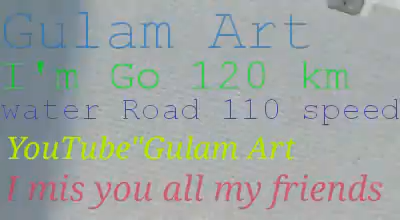 Gulam Art
I'm Go 120 km
water Road 110 speed
YouTube"Gulam Art
I mis you all my friends